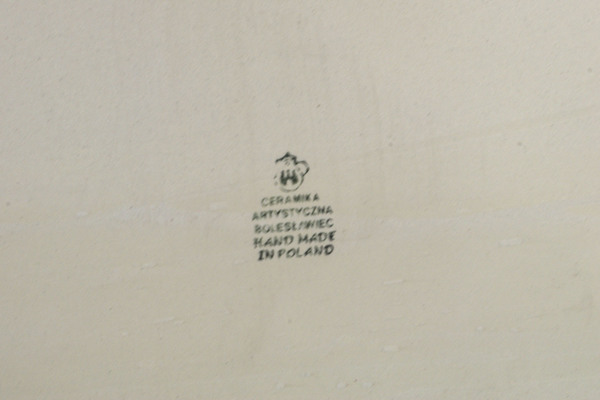 CERAMIKA
ARTYSTYCZNA
BOLESŁAWIEC
HAND MADE
IN POLAND